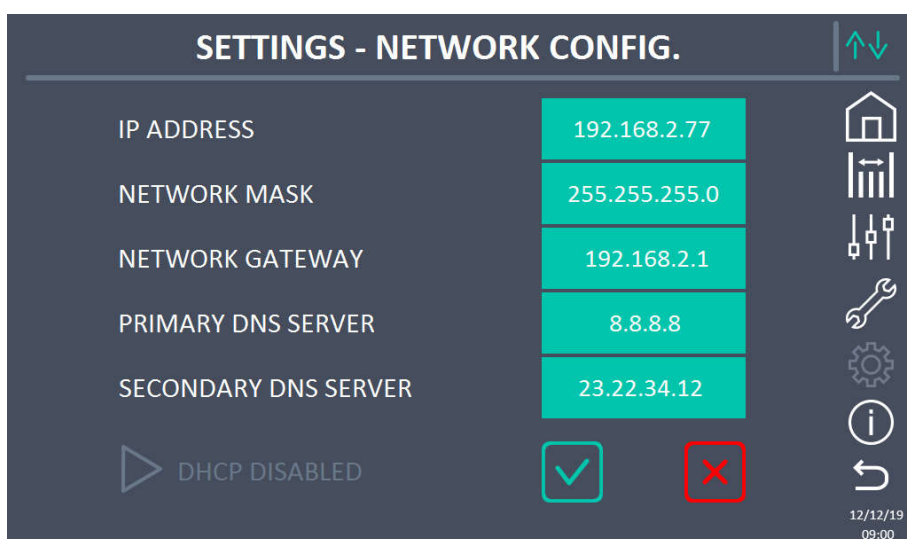 SETTINGS - NETWORK CONFIG.
IP ADDRESS 192.168.2.77
NETWORK MASK 255.255.255.0
NETWORK GATEWAY 192.168.2.1
PRIMARY DNS SERVER 8.8.8.8
SECONDARY DNS SERVER 23.22.34.12
DHCP DISABLED
12/12/19
09:00